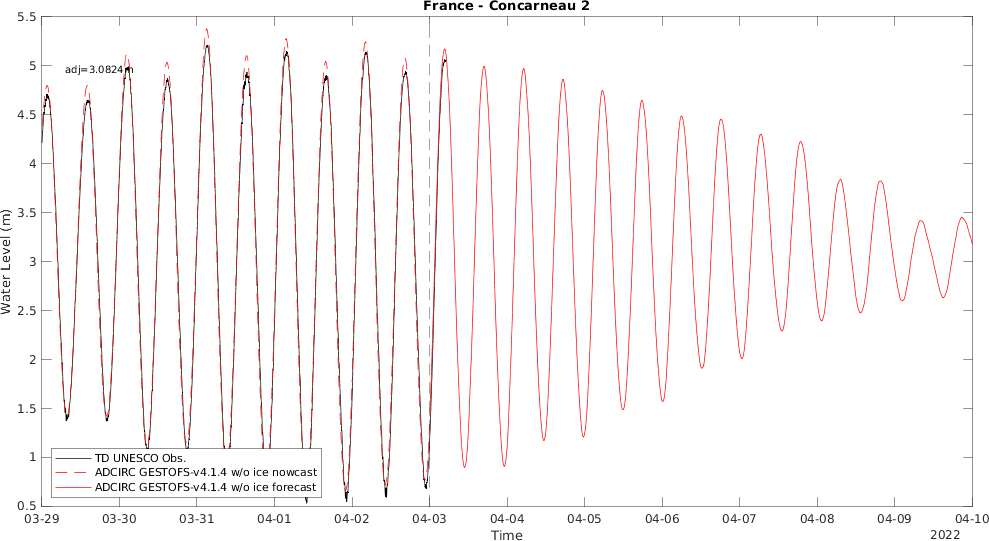 France - Concarneau 2
5.5
5
4.5
4
3.5
3
2.5
2
1.5
1
0.5
Water Level (m)
adj=3.0824 m
TD UNESCO Obs.
ADCIRC GESTOFS-v4.1.4 w/o ice nowcast
ADCIRC GESTOFS-v4.1.4 w/o ice forecast
03-29 03-30 03-31 04-01 04-02 04-03 04-04 04-05 04-06 04-07 04-08 04-09 04-10
Time
2022